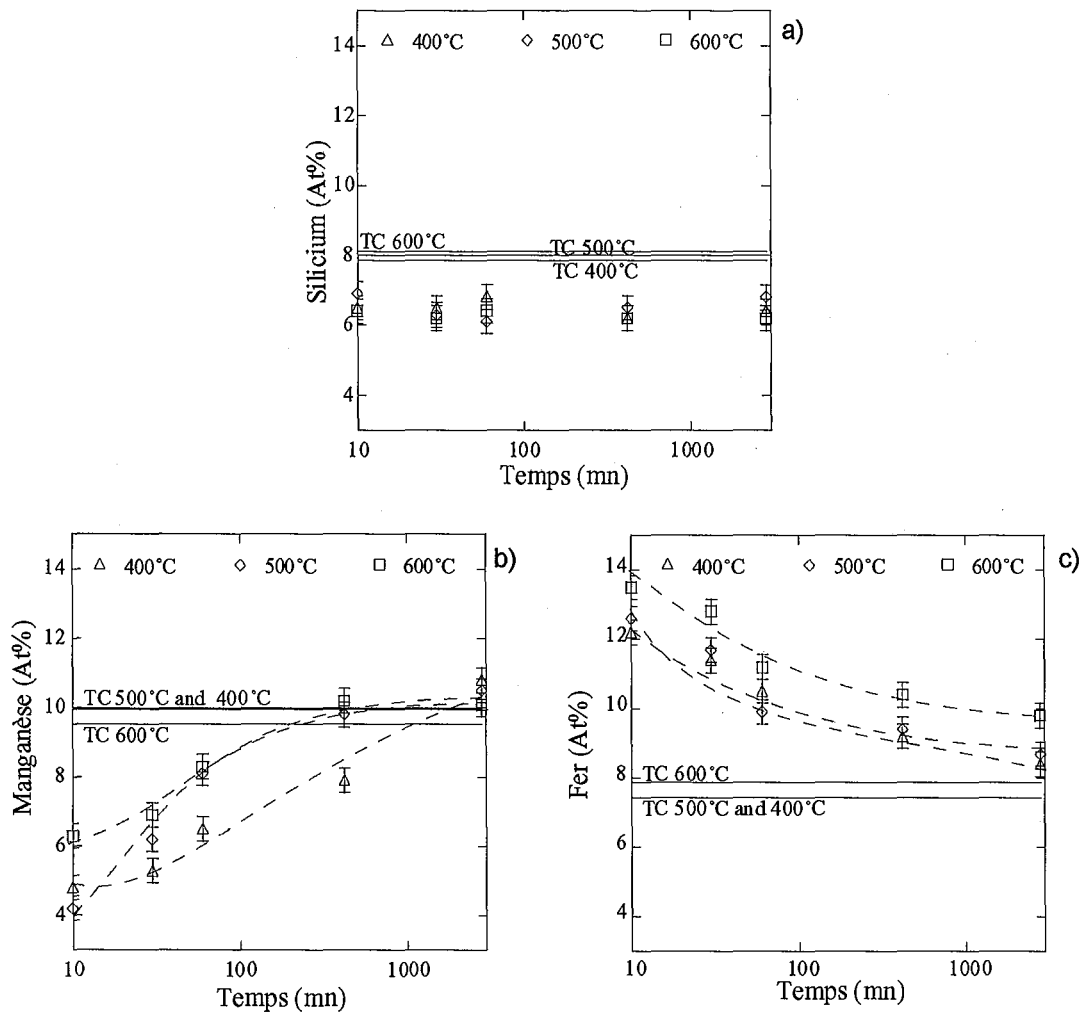 a)
400°C 500°C 600°C
14
12
10
8
6
4
Silicium (At%)
TC 600°C
TC 500°C
TC 400°C
10 100 1000
Temps (mn)
b)
400°C 500°C 600°C
14
12
10
8
6
4
Manganèse (At%)
TC 500°C and 400°C
TC 600°C
10 100 1000
Temps (mn)
c)
400°C 500°C 600°C
14
12
10
8
6
4
Fer (At%)
TC 600°C
TC 500°C and 400°C
10 100 1000
Temps (mn)